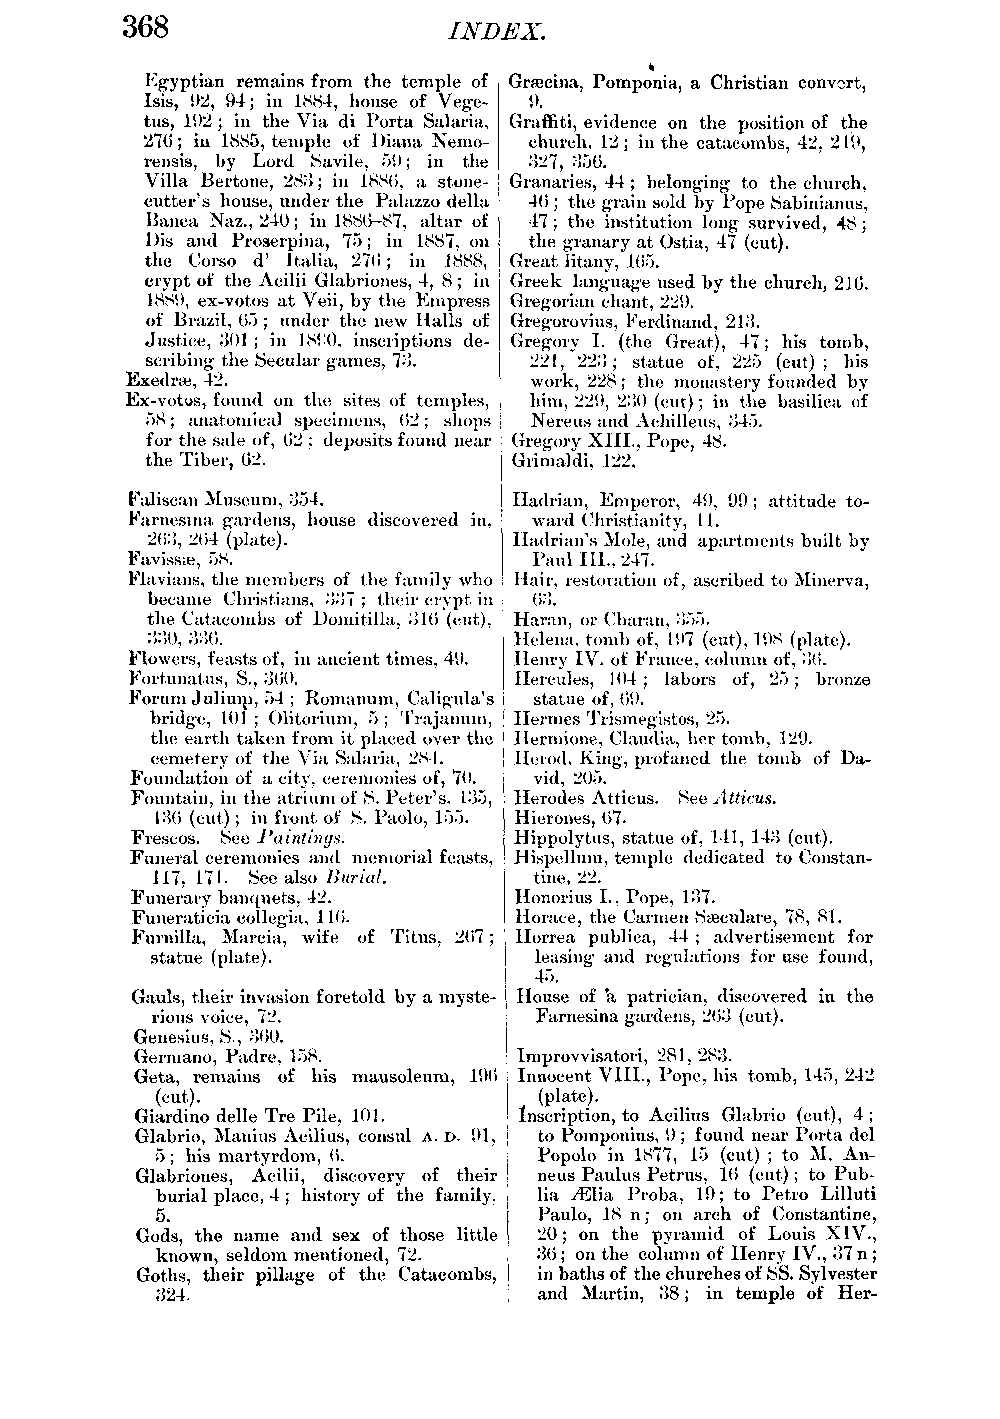 368
INDEX.
Egyptian remains from the temple of
Isis, 92, 94; in 1884, house of Vege-
tus, 192; in the Via di Porta Salaria,
276; in 1885, temple of Diana Nemo-
rensis, by Lord Savile, 59; in the
Villa Bertone, 283; in 1886, a stone-
cutter's house, under the Palazzo della
Banca Naz., 240; in 1886-87, altar of
Dis and Proserpina, 75; in 1887, on
the Corso d' Italia, 276; in 1888,
crypt of the Acilii Glabriones, 4, 8; in
1889, ex-votos at Veii, by the Empress
of Brazil, 65; under the new Halls of
Justice, 301; in 1890, inscriptions de-
scribing the Secular games, 73.
Exedræ, 42.
Ex-votos, found on the sites of temples,
58; anatomical specimens, 62; shops
for the sale of, 62; deposits found near
the Tiber, 62.
Faliscan Museum, 354.
Farnesina gardens, house discovered in,
263, 264 (plate).
Favissæ, 58.
Flavians, the members of the family who
became Christians, 337; their crypt in
the Catacombs of Domitilla, 316 (cut),
330, 336.
Flowers, feasts of, in ancient times, 49.
Fortunatus, S., 360.
Forum Julium, 54; Romanum, Caligula's
bridge, 101; Olitorium, 5; Trajanum,
the earth taken from it placed over the
cemetery of the Via Salaria, 284.
Foundation of a city, ceremonies of, 70.
Fountain, in the atrium of S. Peter's, 135,
136 (cut); in front of S. Paolo, 155.
Frescos. See Paintings.
Funeral ceremonies and memorial feasts,
117, 171. See also Burial.
Funerary banquets, 42.
Funeraticia collegia, 116.
Furnilla, Marcia, wife of Titus, 267;
statue (plate).
Gauls, their invasion foretold by a myste-
rious voice, 72.
Genesius, S., 360.
Germano, Padre, 158.
Geta, remains of his mausoleum, 196
(cut).
Giardino delle Tre Pile, 101.
Glabrio, Manius Acilius, consul A. D. 91,
5; his martyrdom, 6.
Glabriones, Acilii, discovery of their
burial place, 4; history of the family,
5.
Gods, the name and sex of those little
known, seldom mentioned, 72.
Goths, their pillage of the Catacombs,
324.
Græcina, Pomponia, a Christian convert,
9.
Graffiti, evidence on the position of the
church, 12; in the catacombs, 42, 219,
327, 356.
Granaries, 44; belonging to the church,
46; the grain sold by Pope Sabinianus,
47; the institution long survived, 48;
the granary at Ostia, 47 (cut).
Great litany, 165.
Greek language used by the church, 216.
Gregorian chant, 229.
Gregorovius, Ferdinand, 213.
Gregory I. (the Great), 47; his tomb,
221, 223; statue of, 225 (cut); his
work, 228; the monastery founded by
him, 229, 230 (cut); in the basilica of
Nereus and Achilleus, 345.
Gregory XIII., Pope, 48.
Grimaldi, 122.
Hadrian, Emperor, 49, 99; attitude to-
ward Christianity, 11.
Hadrian's Mole, and apartments built by
Paul III., 247.
Hair, restoration of, ascribed to Minerva,
63.
Haran, or Charan, 355.
Helena, tomb of, 197 (cut), 198 (plate).
Henry IV. of France, column of, 36.
Hercules, 104; labors of, 25; bronze
statue of, 69.
Hermes Trismegistos, 25.
Hermione, Claudia, her tomb, 129.
Herod, King, profaned the tomb of Da-
vid, 205.
Herodes Atticus. See Atticus.
Hierones, 67.
Hippolytus, statue of, 141, 143 (cut).
Hispellum, temple dedicated to Constan-
tine, 22.
Honorius I., Pope, 137.
Horace, the Carmen Sæculare, 78, 81.
Horrea publica, 44; advertisement for
leasing and regulations for use found,
45.
House of a patrician, discovered in the
Farnesina gardens, 263 (cut).
Improvvisatori, 281, 283.
Innocent VIII., Pope, his tomb, 145, 242
(plate).
Inscription, to Acilius Glabrio (cut), 4;
to Pomponius, 9; found near Porta del
Popolo in 1877, 15 (cut); to M. An-
neus Paulus Petrus, 16 (cut); to Pub-
lia Ælia Proba, 19; to Petro Lilluti
Paulo, 18 n; on arch of Constantine,
20; on the pyramid of Louis XIV.,
36; on the column of Henry IV., 37 n;
in baths of the churches of SS. Sylvester
and Martin, 38; in temple of Her-